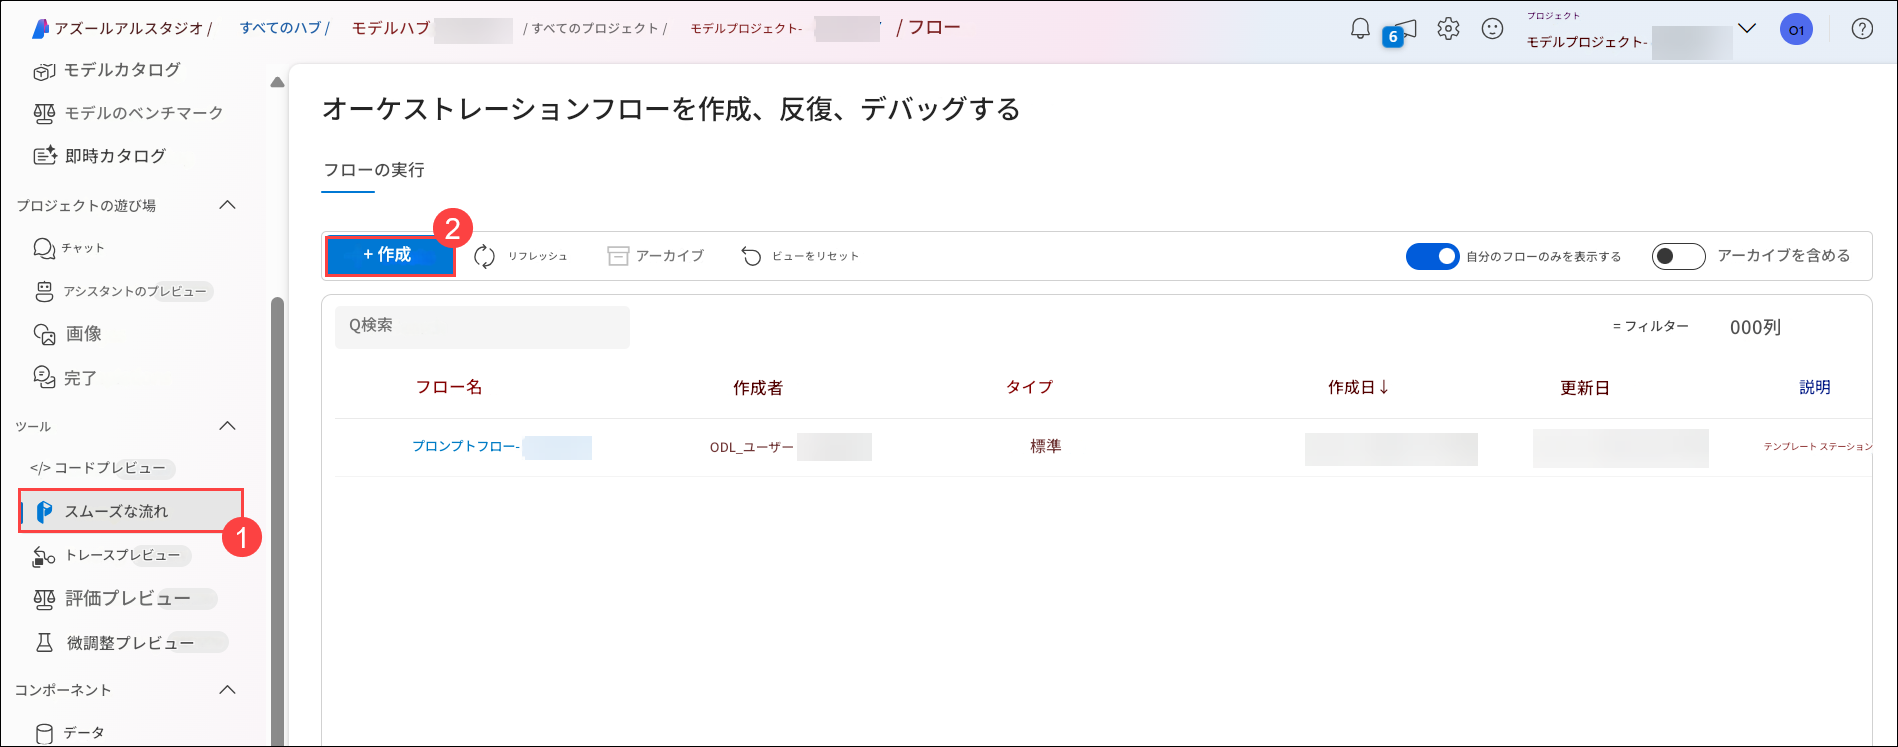 アズールアルスタジオ / すべてのハブ / モデルハブ / すべてのプロジェクト / モデルプロジェクト- / フロー
6
プロジェクト
モデルプロジェクト-
01
モデルカタログ
モデルのベンチマーク
即時カタログ
プロジェクトの遊び場
チャット
アシスタントのプレビュー
画像
完了
ツール
</> コードプレビュー
スムーズな流れ
1
トレースプレビュー
評価プレビュー
微調整プレビュー
コンポーネント
データ
オーケストレーションフローを作成、反復、デバッグする
フローの実行
2
+ 作成 リフレッシュ アーカイブ ビューをリセット 自分のフローのみを表示する アーカイブを含める
Q検索 = フィルター 000列
フロー名 作成者 タイプ 作成日↓ 更新日 説明
プロンプトフロー- ODL_ユーザー 標準 テンプレート ステーション